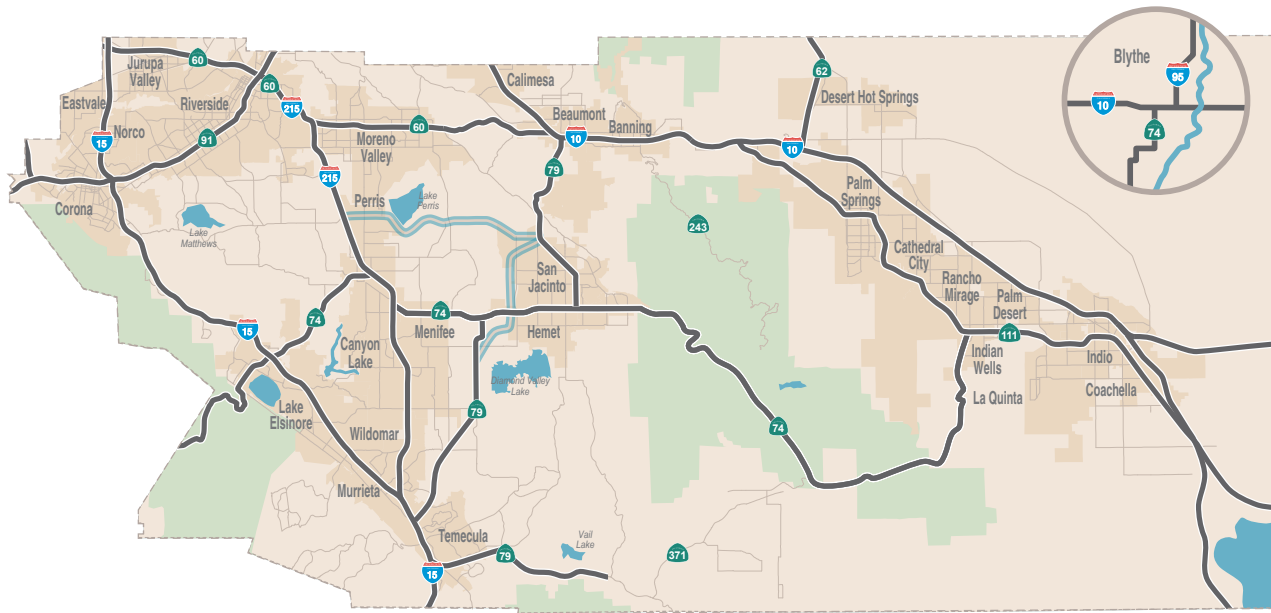 Blythe
95
10
74
Jurupa
Valley
60
60
Eastvale
Riverside
215
Norco
15
91
Corona
Calimesa
62
Desert Hot Springs
Beaumont
Banning
10
10
60
Moreno
Valley
79
215
Perris
Lake
Perris
Lake
Matthews
Palm
Springs
243
Cathedral
City
San
Jacinto
Rancho
Mirage
Palm
Desert
74
15
74
Menifee
Hemet
111
Canyon
Lake
Indian
Wells
Indio
Diamond Valley
Lake
La Quinta
Coachella
Lake
Elsinore
79
74
Wildomar
Murrieta
Temecula
Vail
Lake
79
371
15